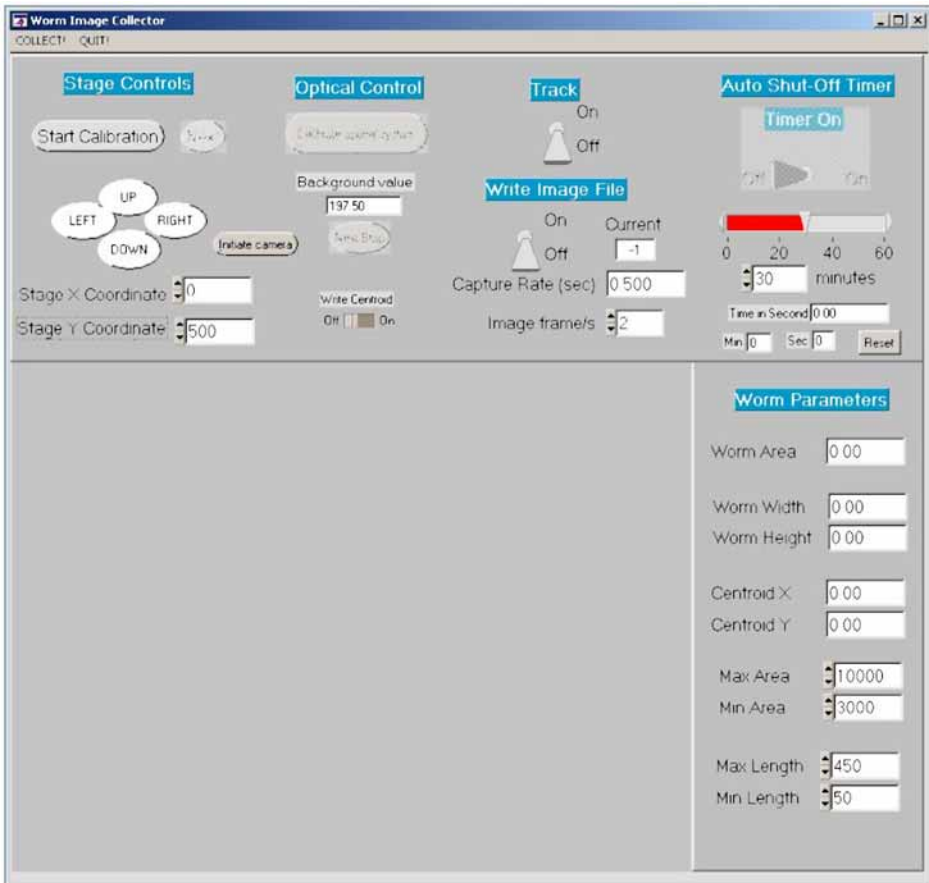 Worm Image Collector
COLLECT! QUIT!
Stage Controls
Start Calibration
UP
LEFT
RIGHT
DOWN
Initiate camera
Stage X Coordinate 0
Stage Y Coordinate 500
Optical Control
Background value
197.50
Next Step
Write Centroid
Off On
Track
On
Off
Write Image File
On
Off
Current
-1
Capture Rate (sec) 0.500
Image frame/s 2
Auto Shut-Off Timer
Timer On
Off On
0 20 40 60
30 minutes
Time in Second 0.00
Min 0 Sec 0 Reset
Worm Parameters
Worm Area 0.00
Worm Width 0.00
Worm Height 0.00
Centroid X 0.00
Centroid Y 0.00
Max Area 10000
Min Area 3000
Max Length 450
Min Length 50